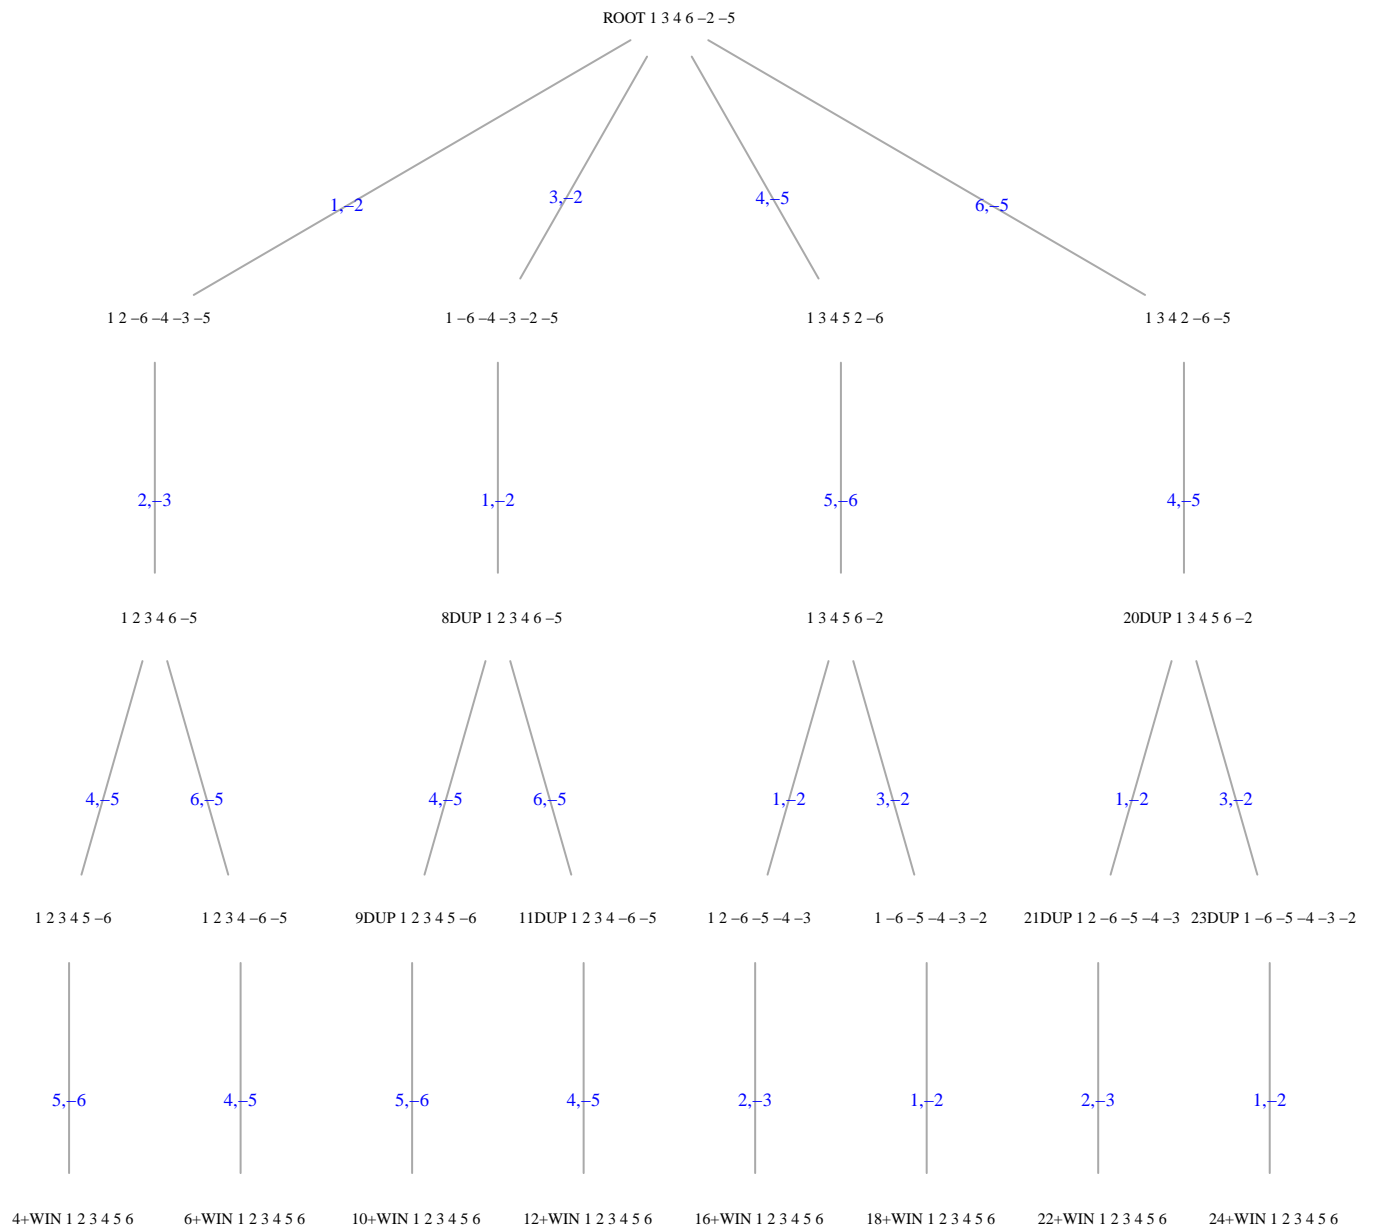 ROOT 1 3 4 6 –2 –5
1,–2
3,–2
4,–5
6,–5
1 2 –6 –4 –3 –5
1 –6 –4 –3 –2 –5
1 3 4 5 2 –6
1 3 4 2 –6 –5
2,–3
1,–2
5,–6
4,–5
1 2 3 4 6 –5
8DUP 1 2 3 4 6 –5
1 3 4 5 6 –2
20DUP 1 3 4 5 6 –2
4,–5
6,–5
4,–5
6,–5
1,–2
3,–2
1,–2
3,–2
1 2 3 4 5 –6
1 2 3 4 –6 –5
9DUP 1 2 3 4 5 –6
11DUP 1 2 3 4 –6 –5
1 2 –6 –5 –4 –3
1 –6 –5 –4 –3 –2
21DUP 1 2 –6 –5 –4 –3
23DUP 1 –6 –5 –4 –3 –2
5,–6
4,–5
5,–6
4,–5
2,–3
1,–2
2,–3
1,–2
4+WIN 1 2 3 4 5 6
6+WIN 1 2 3 4 5 6
10+WIN 1 2 3 4 5 6
12+WIN 1 2 3 4 5 6
16+WIN 1 2 3 4 5 6
18+WIN 1 2 3 4 5 6
22+WIN 1 2 3 4 5 6
24+WIN 1 2 3 4 5 6